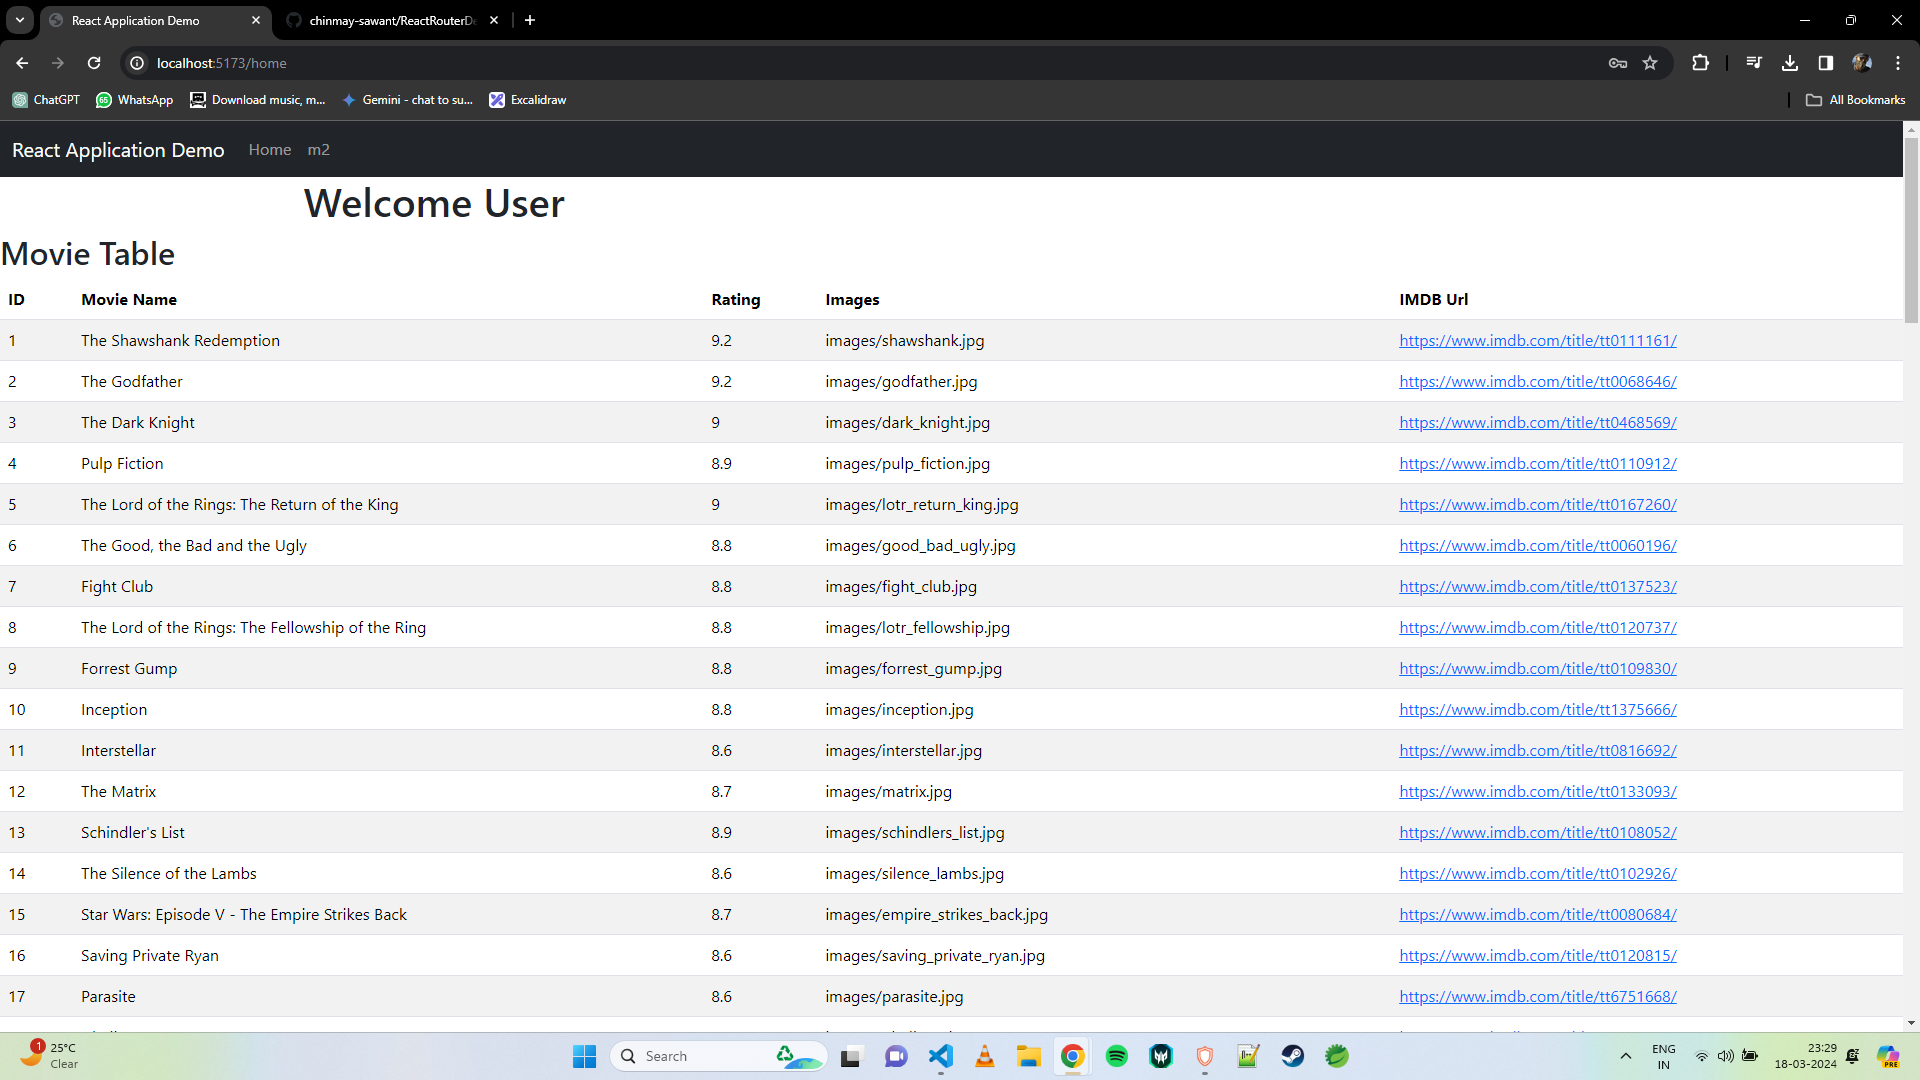 React Application Demo
chinmay-sawant/ReactRouterDe
localhost:5173/home
ChatGPT
65 WhatsApp
Download music, m...
Gemini - chat to su...
Excalidraw
All Bookmarks
React Application Demo Home m2
Welcome User
Movie Table
ID Movie Name Rating Images IMDB Url
1 The Shawshank Redemption 9.2 images/shawshank.jpg https://www.imdb.com/title/tt0111161/
2 The Godfather 9.2 images/godfather.jpg https://www.imdb.com/title/tt0068646/
3 The Dark Knight 9 images/dark_knight.jpg https://www.imdb.com/title/tt0468569/
4 Pulp Fiction 8.9 images/pulp_fiction.jpg https://www.imdb.com/title/tt0110912/
5 The Lord of the Rings: The Return of the King 9 images/lotr_return_king.jpg https://www.imdb.com/title/tt0167260/
6 The Good, the Bad and the Ugly 8.8 images/good_bad_ugly.jpg https://www.imdb.com/title/tt0060196/
7 Fight Club 8.8 images/fight_club.jpg https://www.imdb.com/title/tt0137523/
8 The Lord of the Rings: The Fellowship of the Ring 8.8 images/lotr_fellowship.jpg https://www.imdb.com/title/tt0120737/
9 Forrest Gump 8.8 images/forrest_gump.jpg https://www.imdb.com/title/tt0109830/
10 Inception 8.8 images/inception.jpg https://www.imdb.com/title/tt1375666/
11 Interstellar 8.6 images/interstellar.jpg https://www.imdb.com/title/tt0816692/
12 The Matrix 8.7 images/matrix.jpg https://www.imdb.com/title/tt0133093/
13 Schindler's List 8.9 images/schindlers_list.jpg https://www.imdb.com/title/tt0108052/
14 The Silence of the Lambs 8.6 images/silence_lambs.jpg https://www.imdb.com/title/tt0102926/
15 Star Wars: Episode V - The Empire Strikes Back 8.7 images/empire_strikes_back.jpg https://www.imdb.com/title/tt0080684/
16 Saving Private Ryan 8.6 images/saving_private_ryan.jpg https://www.imdb.com/title/tt0120815/
17 Parasite 8.6 images/parasite.jpg https://www.imdb.com/title/tt6751668/
1
25°C
Clear
Search
ENG
IN
23:29
18-03-2024
PRE